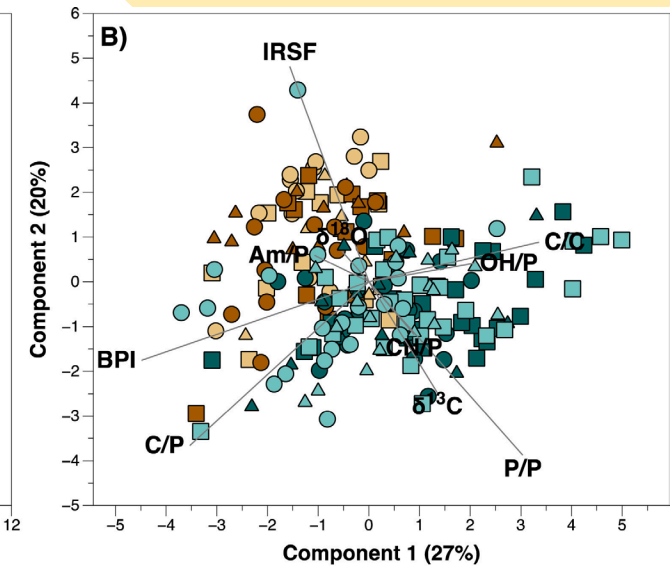 B)
6
5
4
3
2
1
0
−1
−2
−3
−4
−5
Component 2 (20%)
IRSF
δ18O
Am/P
C/C
OH/P
BPI
CN/P
δ13C
C/P
P/P
12
−5 −4 −3 −2 −1 0 1 2 3 4 5
Component 1 (27%)